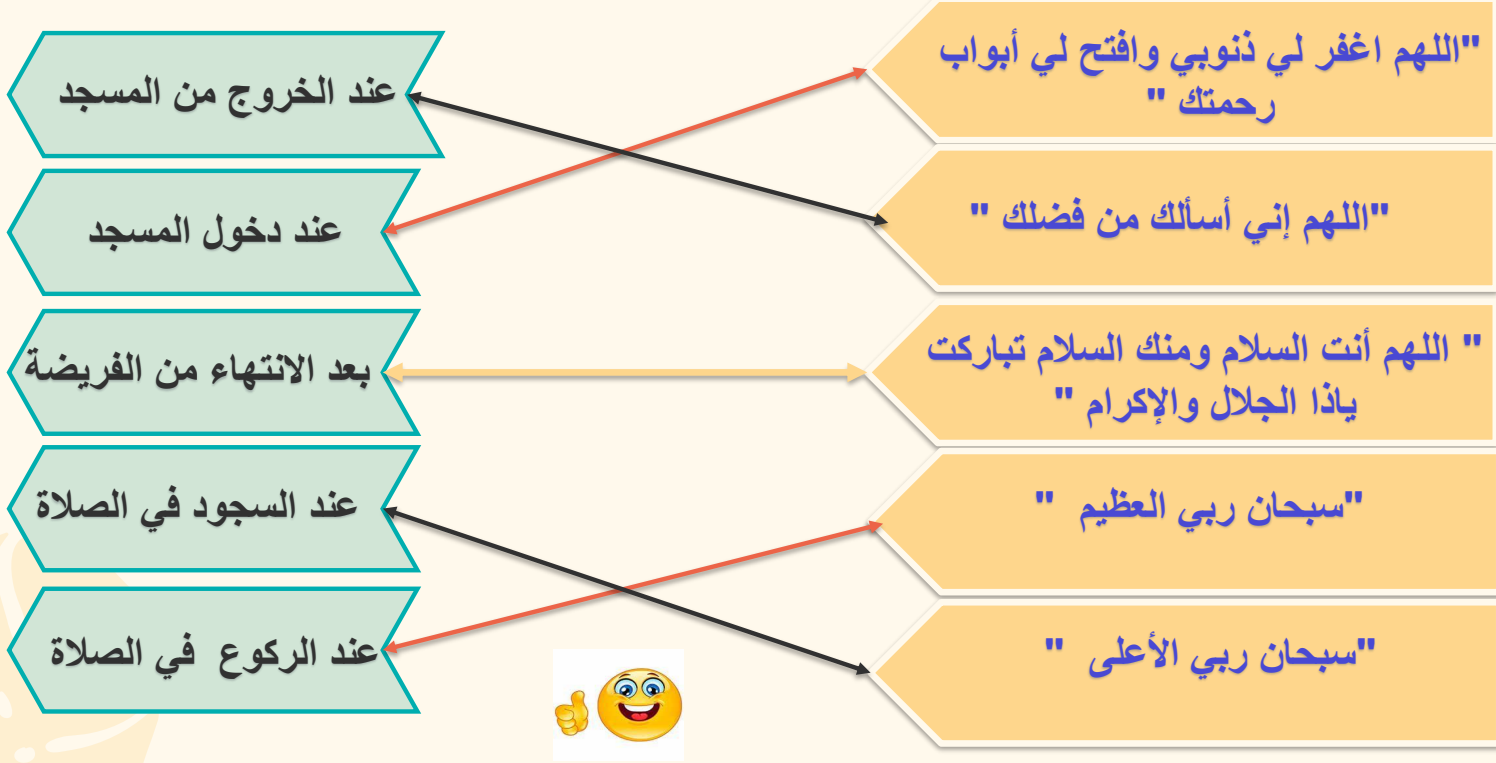 "اللهم اغفر لي ذنوبي وافتح لي أبواب
رحمتك "
"اللهم إني أسألك من فضلك "
" اللهم أنت السلام ومنك السلام تباركت
ياذا الجلال والإكرام "
"سبحان ربي العظيم "
"سبحان ربي الأعلى "
عند الخروج من المسجد
عند دخول المسجد
بعد الانتهاء من الفريضة
عند السجود في الصلاة
عند الركوع في الصلاة